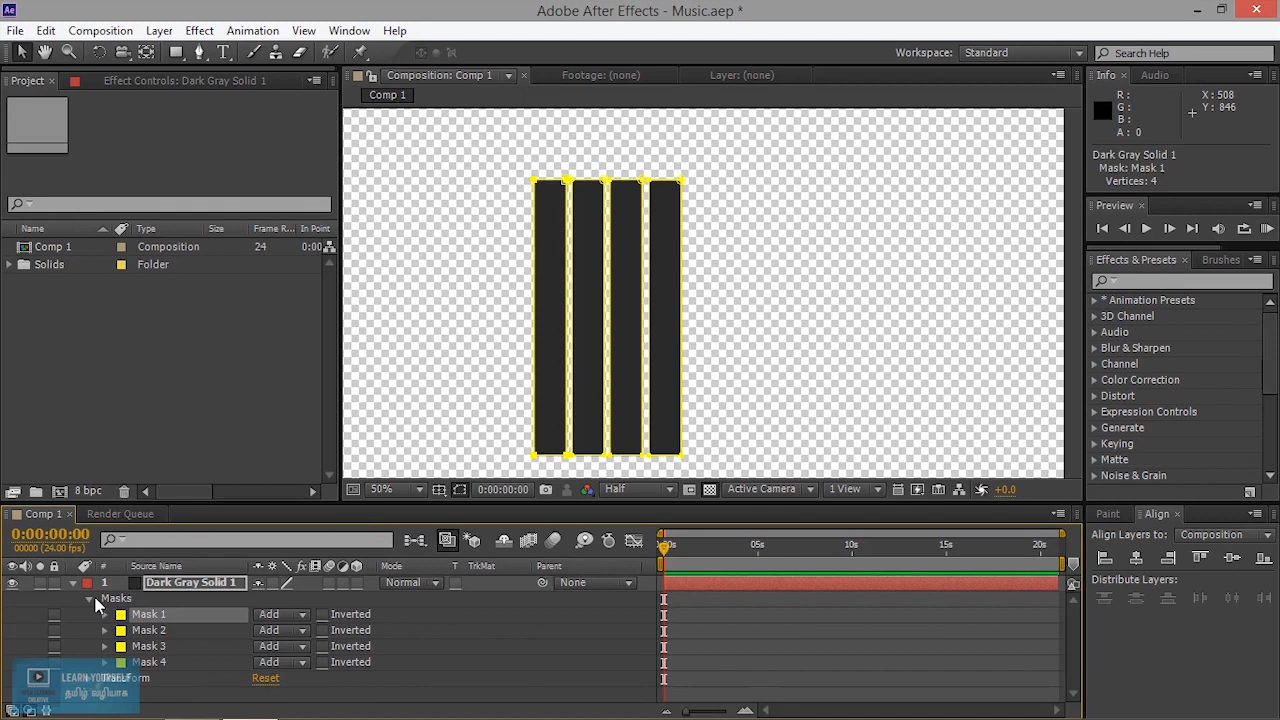 Adobe After Effects - Music.aep *
File Edit Composition Layer Effect Animation View Window Help
Workspace: Standard Search Help
Project Effect Controls: Dark Gray Solid 1
Composition: Comp 1 Footage: (none) Layer: (none)
Info Audio
Comp 1
R:
G:
B:
A: 0
X: 508
Y: 846
Dark Gray Solid 1
Mask: Mask 1
Vertices: 4
Preview
Name Type Size Frame R... In Point
Comp 1 Composition 24 0:00
Solids Folder
Effects & Presets Brushes
* Animation Presets
3D Channel
Audio
Blur & Sharpen
Channel
Color Correction
Distort
Expression Controls
Generate
Keying
Matte
Noise & Grain
8 bpc
50% 0:00:00:00 Half Active Camera 1 View +0.0
Comp 1 Render Queue
Paint Align
0:00:00:00
00000 (24.00 fps)
Align Layers to: Composition
0s 05s 10s 15s 20s
# Source Name Mode T TrkMat Parent
1 Dark Gray Solid 1 Normal None
Distribute Layers:
Masks
Mask 1 Add Inverted
Mask 2 Add Inverted
Mask 3 Add Inverted
Mask 4 Add Inverted
Transform Reset
LEARN YOURSELF
தமிழ் வழியாக